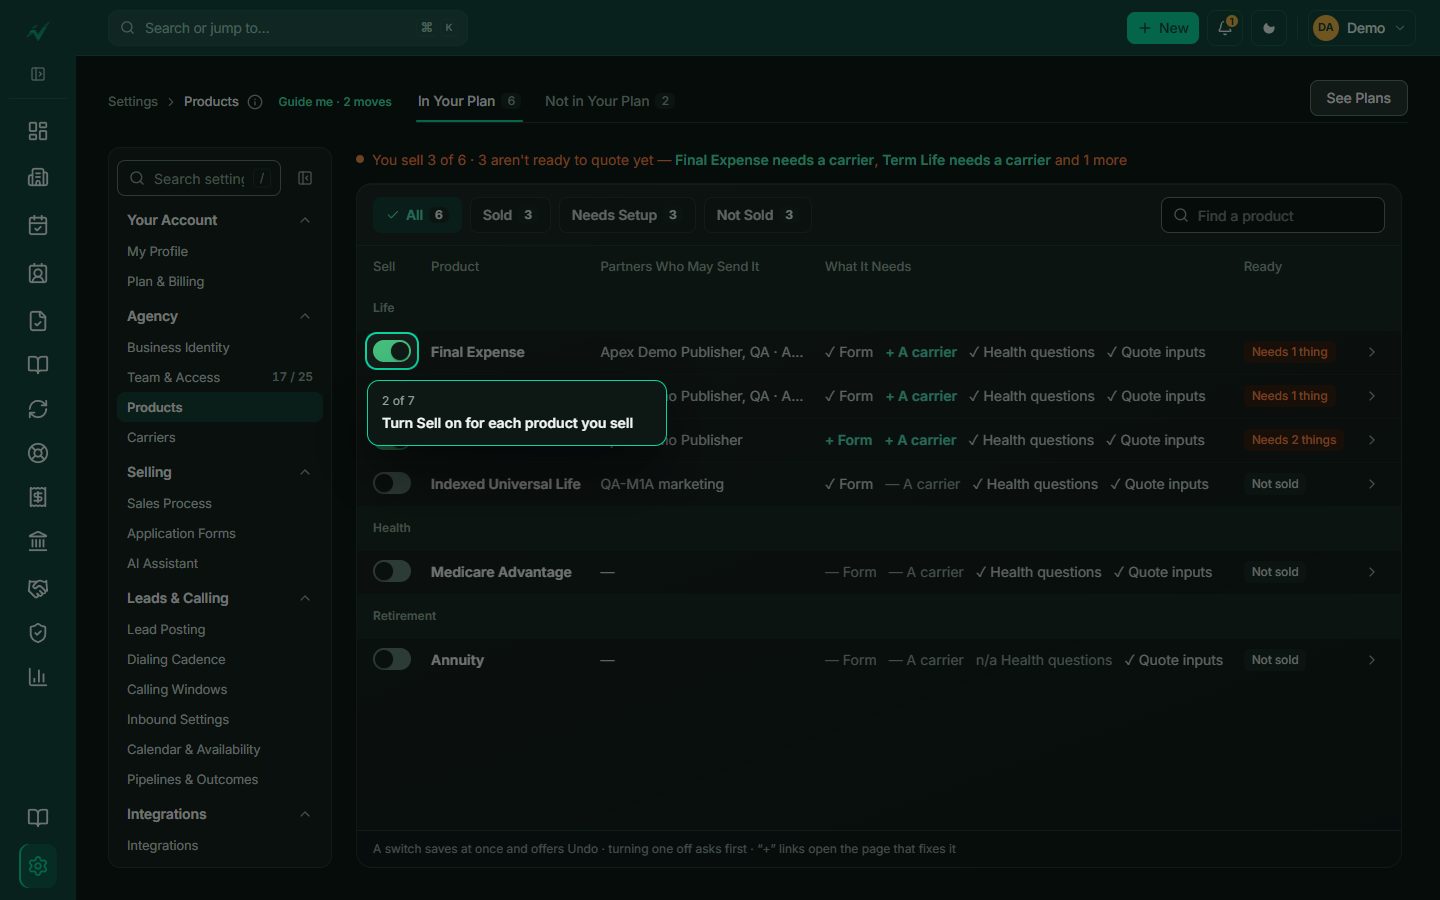 Search or jump to...
⌘ K
+ New
1
DA
Demo
Settings > Products
Guide me · 2 moves
In Your Plan 6
Not in Your Plan 2
See Plans
Search setting /
Your Account
My Profile
Plan & Billing
Agency
Business Identity
Team & Access 17 / 25
Products
Carriers
Selling
Sales Process
Application Forms
AI Assistant
Leads & Calling
Lead Posting
Dialing Cadence
Calling Windows
Inbound Settings
Calendar & Availability
Pipelines & Outcomes
Integrations
Integrations
You sell 3 of 6 · 3 aren't ready to quote yet — Final Expense needs a carrier, Term Life needs a carrier and 1 more
✓ All 6
Sold 3
Needs Setup 3
Not Sold 3
Find a product
Sell Product Partners Who May Send It What It Needs Ready
Life
Final Expense Apex Demo Publisher, QA · A... ✓ Form + A carrier ✓ Health questions ✓ Quote inputs Needs 1 thing
2 of 7
Turn Sell on for each product you sell
Publisher, QA · A... ✓ Form + A carrier ✓ Health questions ✓ Quote inputs Needs 1 thing
Publisher + Form + A carrier ✓ Health questions ✓ Quote inputs Needs 2 things
Indexed Universal Life QA-M1A marketing ✓ Form — A carrier ✓ Health questions ✓ Quote inputs Not sold
Health
Medicare Advantage — — Form — A carrier ✓ Health questions ✓ Quote inputs Not sold
Retirement
Annuity — — Form — A carrier n/a Health questions ✓ Quote inputs Not sold
A switch saves at once and offers Undo · turning one off asks first · “+” links open the page that fixes it